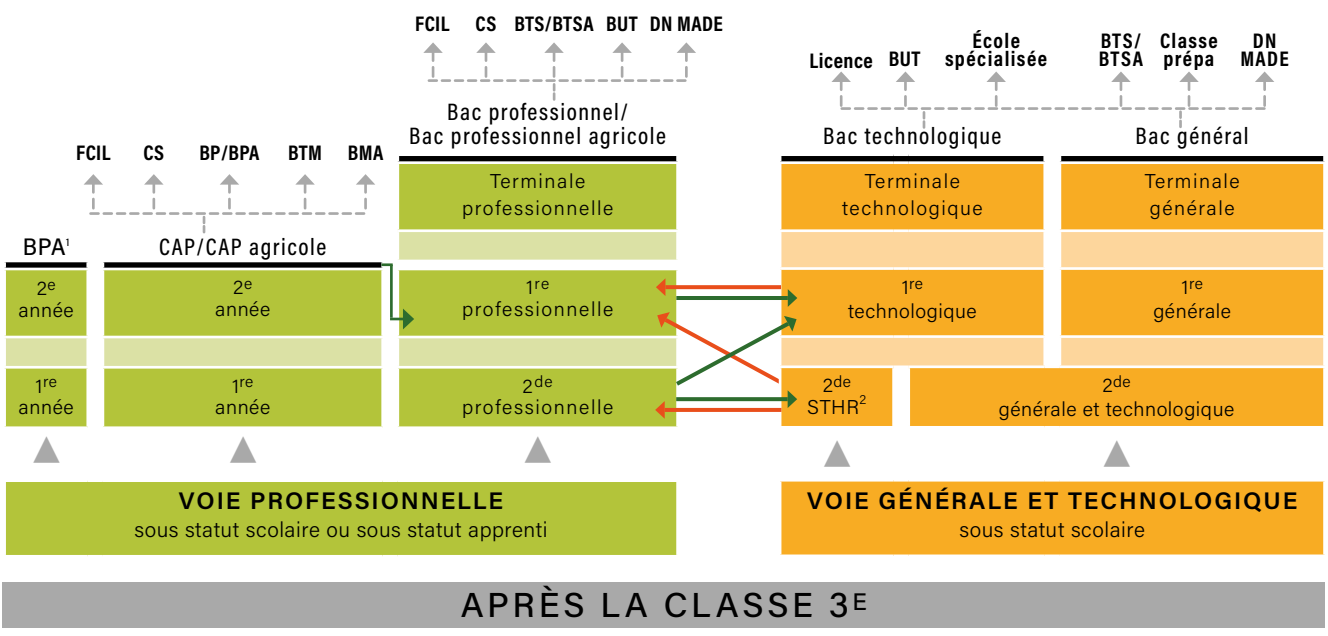 FCIL CS BTS/BTSA BUT DN MADE
Bac professionnel/
Bac professionnel agricole
Licence BUT École spécialisée BTS/ BTSA Classe prépa DN MADE
Bac technologique Bac général
FCIL CS BP/BPA BTM BMA
BPA¹ CAP/CAP agricole
Terminale
professionnelle
Terminale
technologique
Terminale
générale
2e
année
2e
année
1re
professionnelle
1re
technologique
1re
générale
1re
année
1re
année
2de
professionnelle
2de
STHR²
2de
générale et technologique
VOIE PROFESSIONNELLE
sous statut scolaire ou sous statut apprenti
VOIE GÉNÉRALE ET TECHNOLOGIQUE
sous statut scolaire
APRÈS LA CLASSE 3E